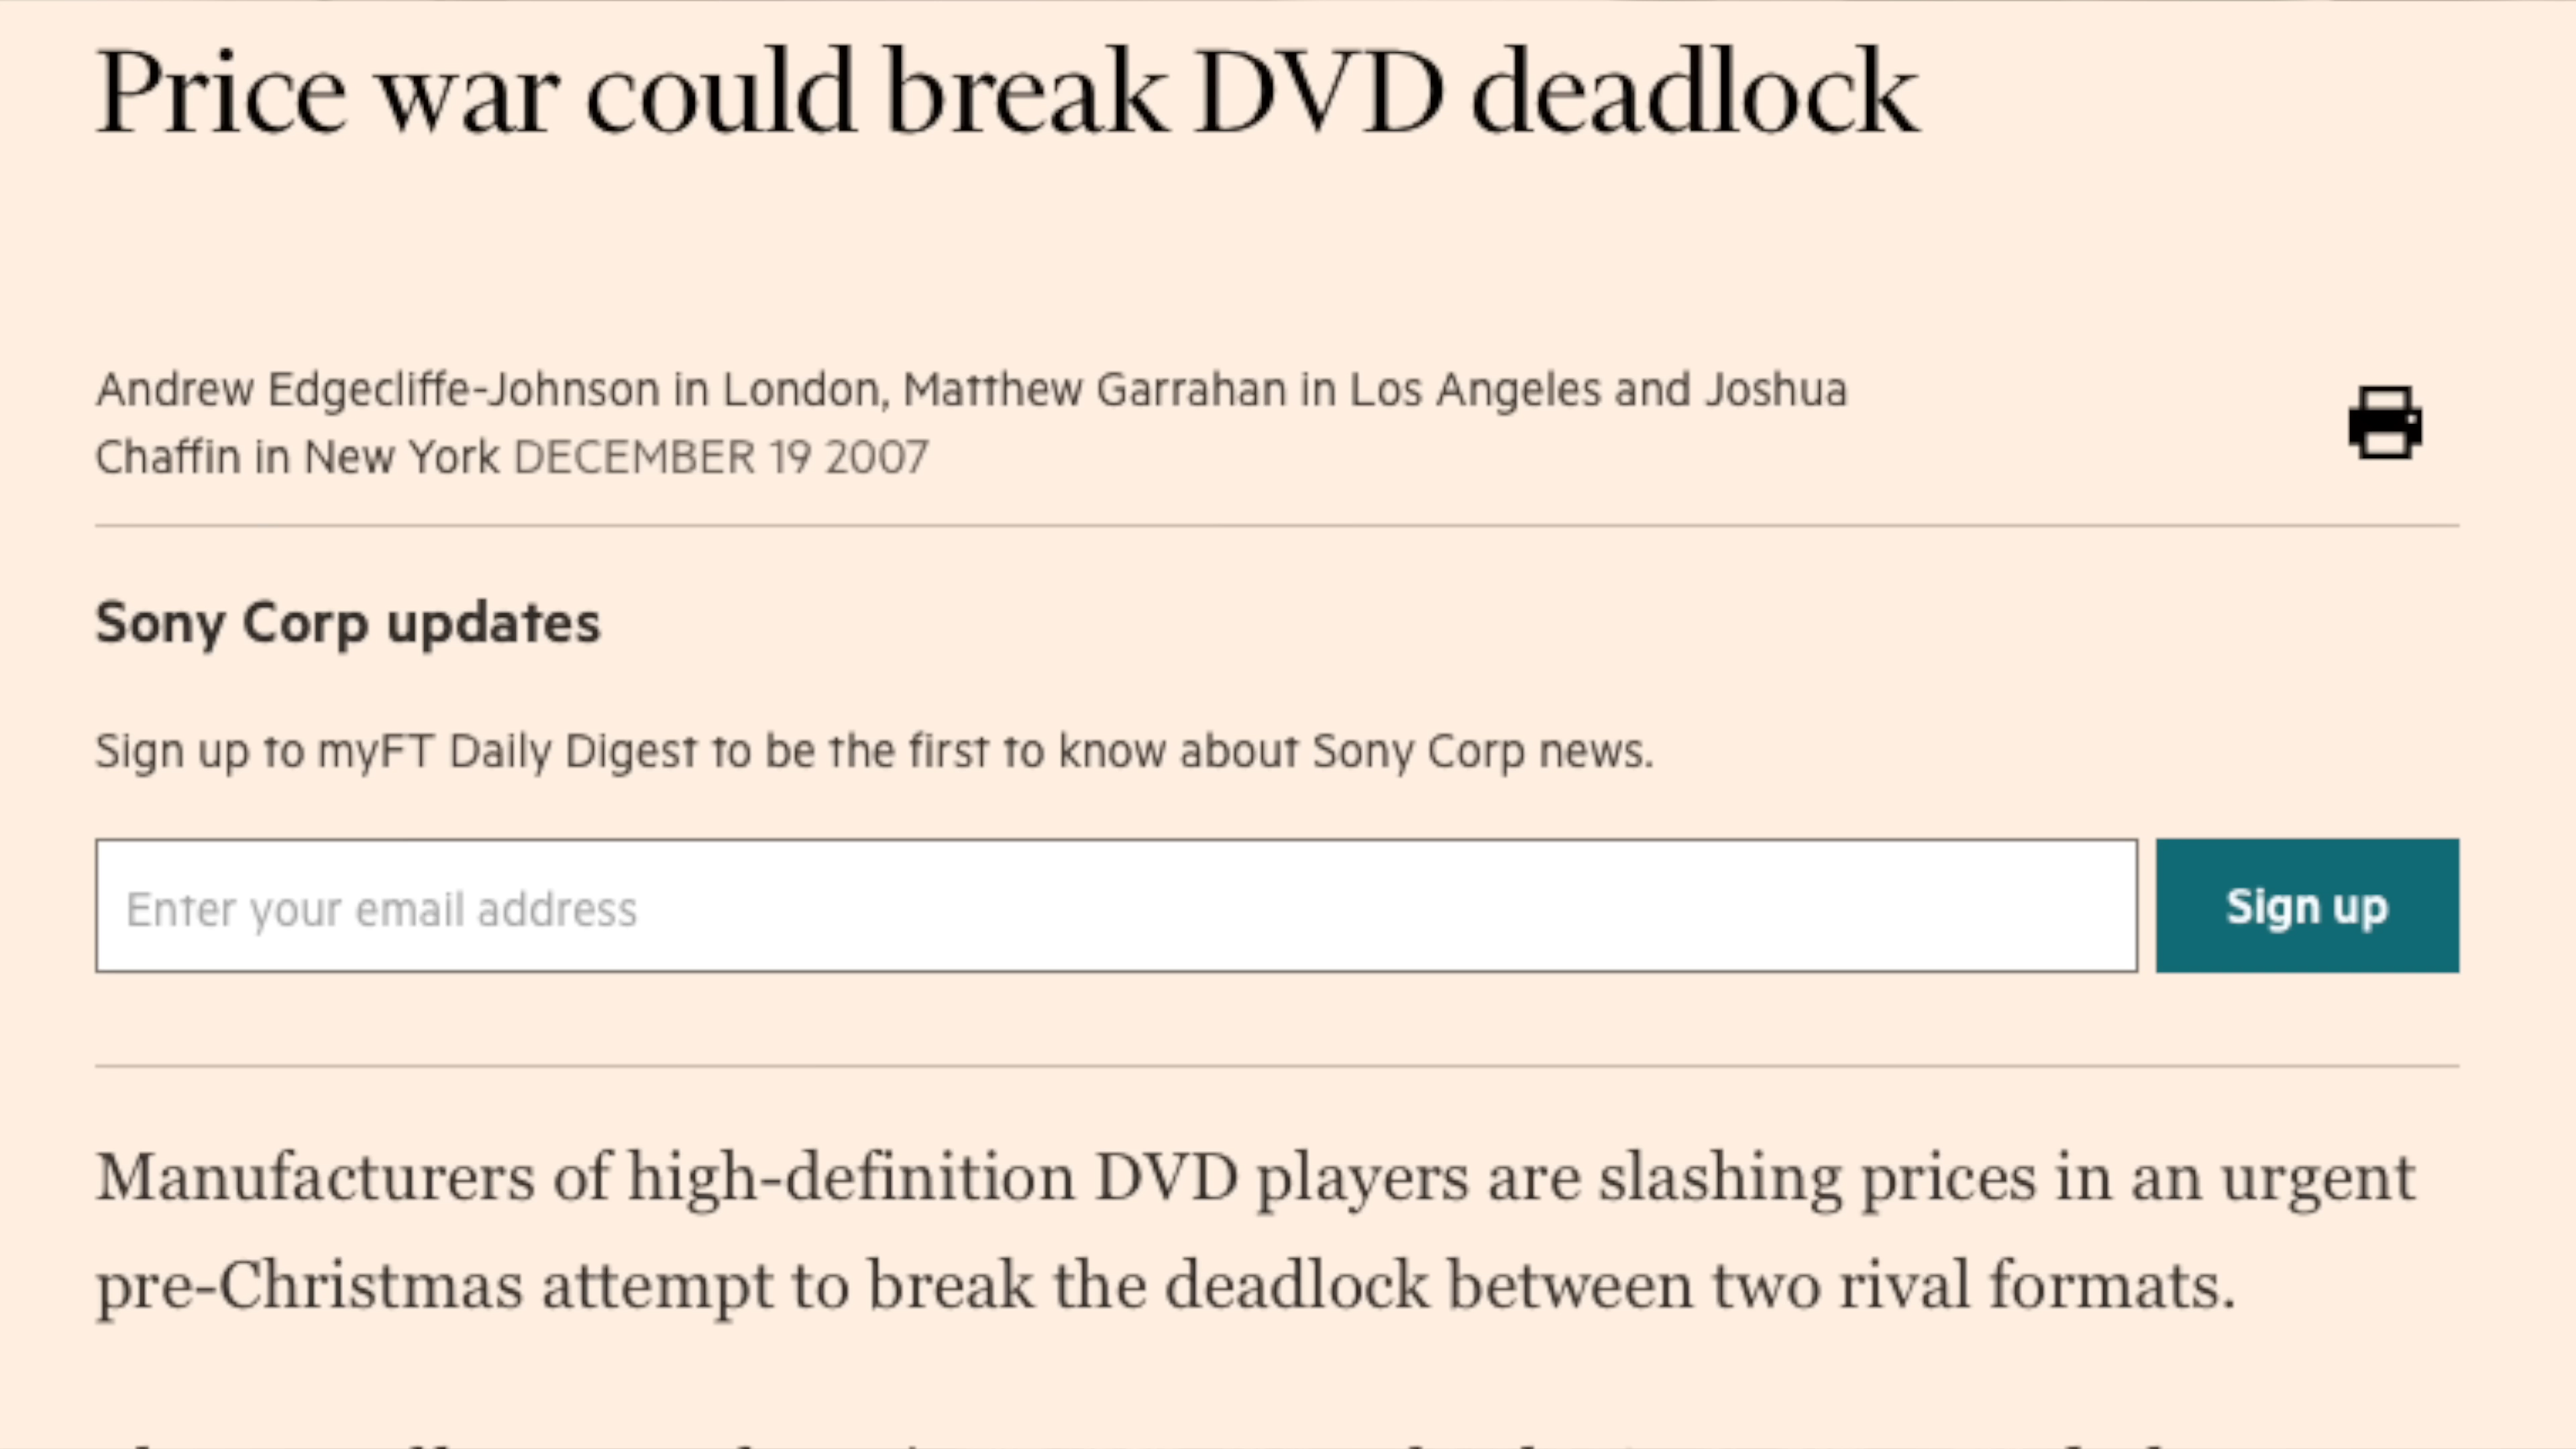 Price war could break DVD deadlock
Andrew Edgecliffe-Johnson in London, Matthew Garrahan in Los Angeles and Joshua
Chaffin in New York DECEMBER 19 2007
Sony Corp updates
Sign up to myFT Daily Digest to be the first to know about Sony Corp news.
Enter your email address
Sign up
Manufacturers of high-definition DVD players are slashing prices in an urgent
pre-Christmas attempt to break the deadlock between two rival formats.